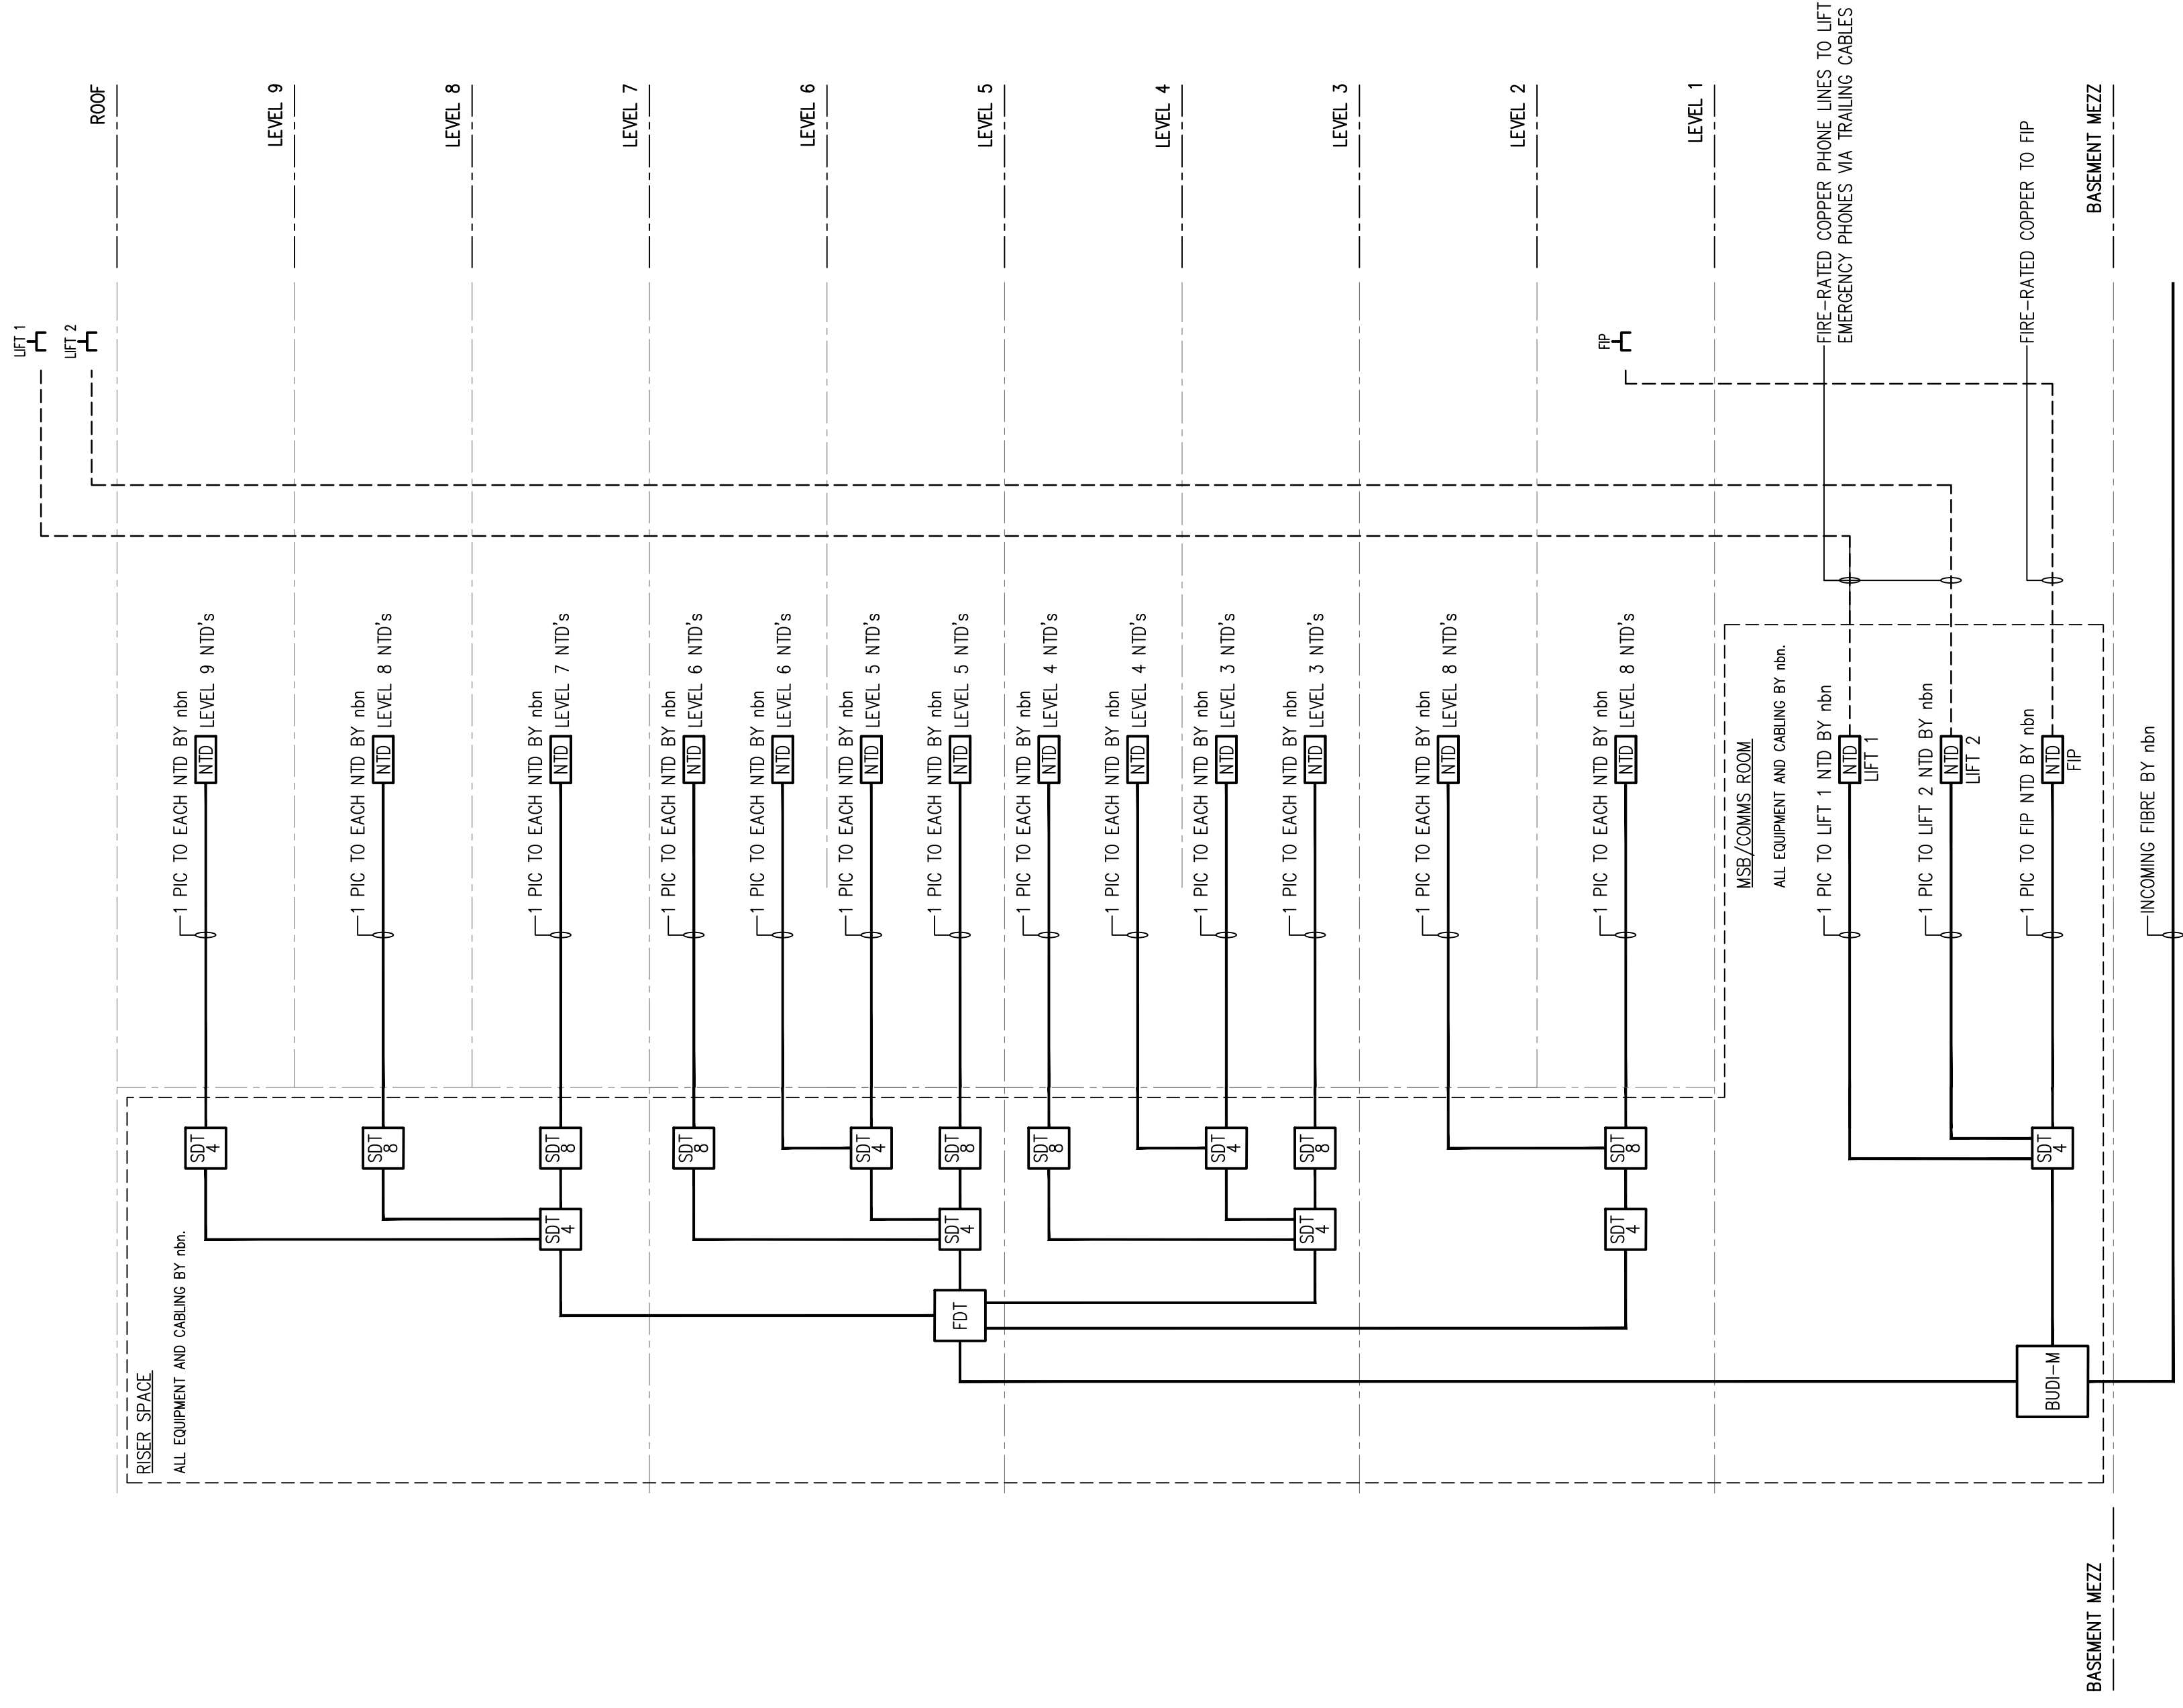 LIFT 1
LIFT 2
ROOF
RISER SPACE
ALL EQUIPMENT AND CABLING BY nbn.
1 PIC TO EACH NTD BY nbn
SDT
4
NTD
LEVEL 9 NTD's
LEVEL 9
1 PIC TO EACH NTD BY nbn
SDT
8
NTD
LEVEL 8 NTD's
LEVEL 8
1 PIC TO EACH NTD BY nbn
SDT
4
SDT
8
NTD
LEVEL 7 NTD's
LEVEL 7
1 PIC TO EACH NTD BY nbn
SDT
8
NTD
LEVEL 6 NTD's
1 PIC TO EACH NTD BY nbn
NTD
LEVEL 6 NTD's
LEVEL 6
1 PIC TO EACH NTD BY nbn
SDT
4
NTD
LEVEL 5 NTD's
1 PIC TO EACH NTD BY nbn
FDT
SDT
4
SDT
8
NTD
LEVEL 5 NTD's
LEVEL 5
1 PIC TO EACH NTD BY nbn
SDT
8
NTD
LEVEL 4 NTD's
1 PIC TO EACH NTD BY nbn
NTD
LEVEL 4 NTD's
LEVEL 4
1 PIC TO EACH NTD BY nbn
SDT
4
NTD
LEVEL 3 NTD's
1 PIC TO EACH NTD BY nbn
SDT
4
SDT
8
NTD
LEVEL 3 NTD's
LEVEL 3
1 PIC TO EACH NTD BY nbn
NTD
LEVEL 8 NTD's
LEVEL 2
1 PIC TO EACH NTD BY nbn
SDT
4
SDT
8
NTD
LEVEL 8 NTD's
FIP
LEVEL 1
MSB/COMMS ROOM
ALL EQUIPMENT AND CABLING BY nbn.
1 PIC TO LIFT 1 NTD BY nbn
NTD
LIFT 1
FIRE-RATED COPPER PHONE LINES TO LIFT
EMERGENCY PHONES VIA TRAILING CABLES
1 PIC TO LIFT 2 NTD BY nbn
NTD
LIFT 2
1 PIC TO FIP NTD BY nbn
BUDI-M
SDT
4
NTD
FIP
FIRE-RATED COPPER TO FIP
BASEMENT MEZZ
BASEMENT MEZZ
INCOMING FIBRE BY nbn